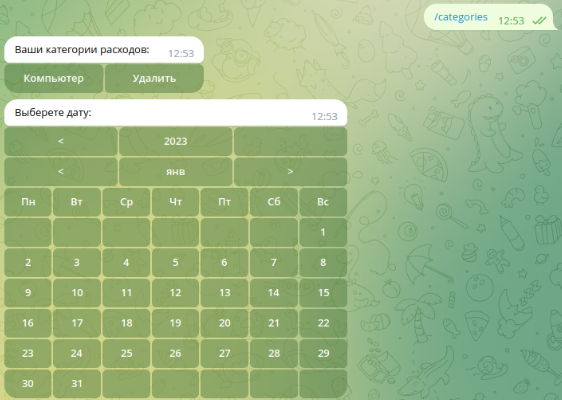 /categories 12:53
Ваши категории расходов: 12:53
Компьютер Удалить
Выберете дату: 12:53
< 2023
< янв >
Пн Вт Ср Чт Пт Сб Вс
1
2 3 4 5 6 7 8
9 10 11 12 13 14 15
16 17 18 19 20 21 22
23 24 25 26 27 28 29
30 31